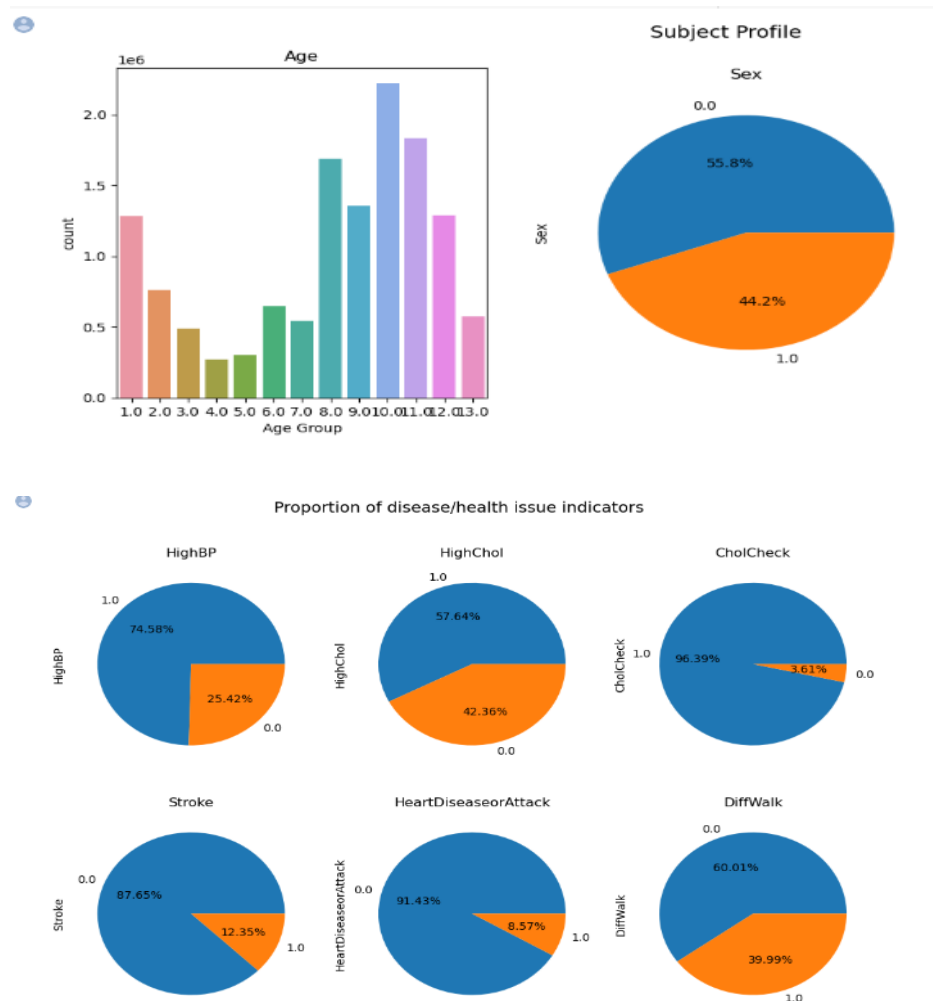 Subject Profile
Age
1e6
2.0
1.5
1.0
0.5
0.0
count
1.0 2.0 3.0 4.0 5.0 6.0 7.0 8.0 9.0 10.0 11.0 12.0 13.0
Age Group
Sex
0.0
55.8%
Sex
44.2%
1.0
Proportion of disease/health issue indicators
HighBP
1.0
74.58%
HighBP
25.42%
0.0
HighChol
1.0
57.64%
HighChol
42.36%
0.0
CholCheck
1.0
96.39%
3.61%
0.0
CholCheck
Stroke
0.0
87.65%
Stroke
12.35%
1.0
HeartDiseaseorAttack
0.0
91.43%
HeartDiseaseorAttack
8.57%
1.0
DiffWalk
0.0
60.01%
DiffWalk
39.99%
1.0